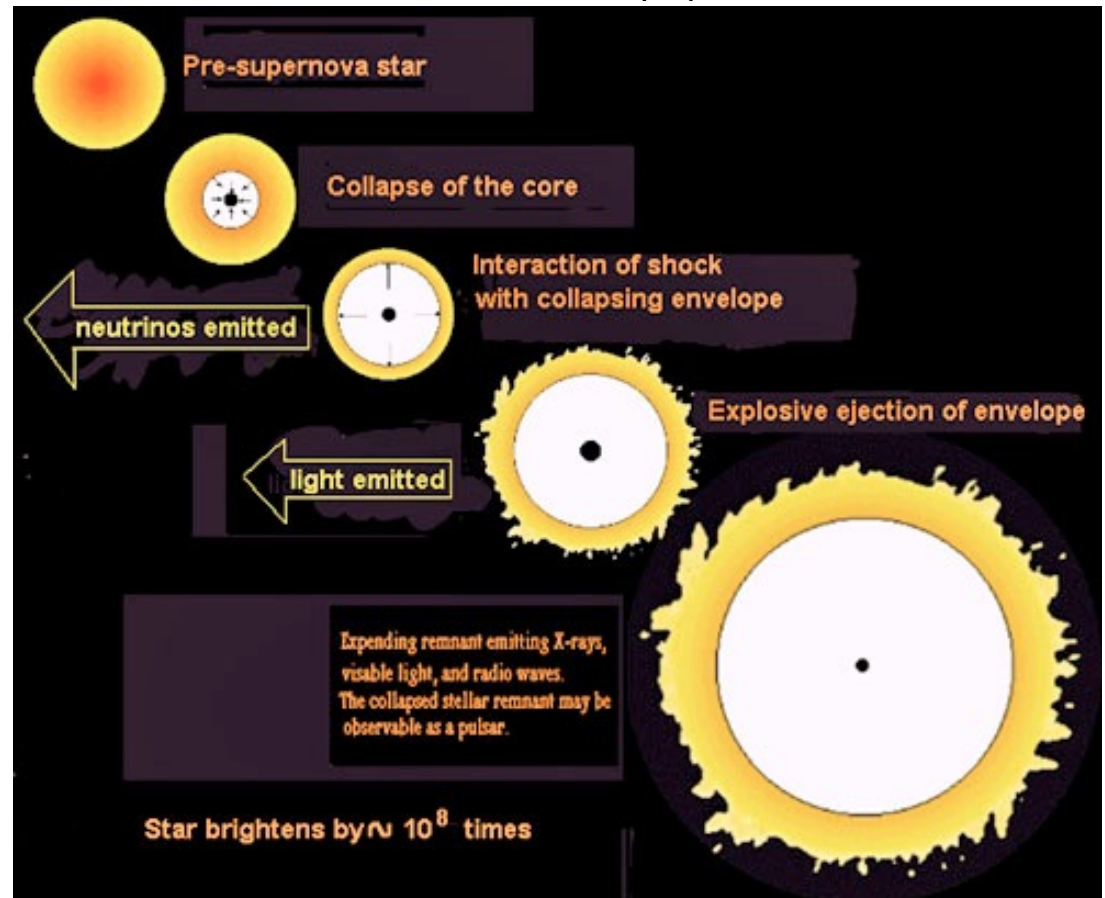 Pre-supernova star
Collapse of the core
Interaction of shock
with collapsing envelope
neutrinos emitted
Explosive ejection of envelope
light emitted
Expending remnant emitting X-rays,
visable light, and radio waves.
The collapsed stellar remnant may be
observable as a pulsar.
Star brightens by ~ 10⁸ times